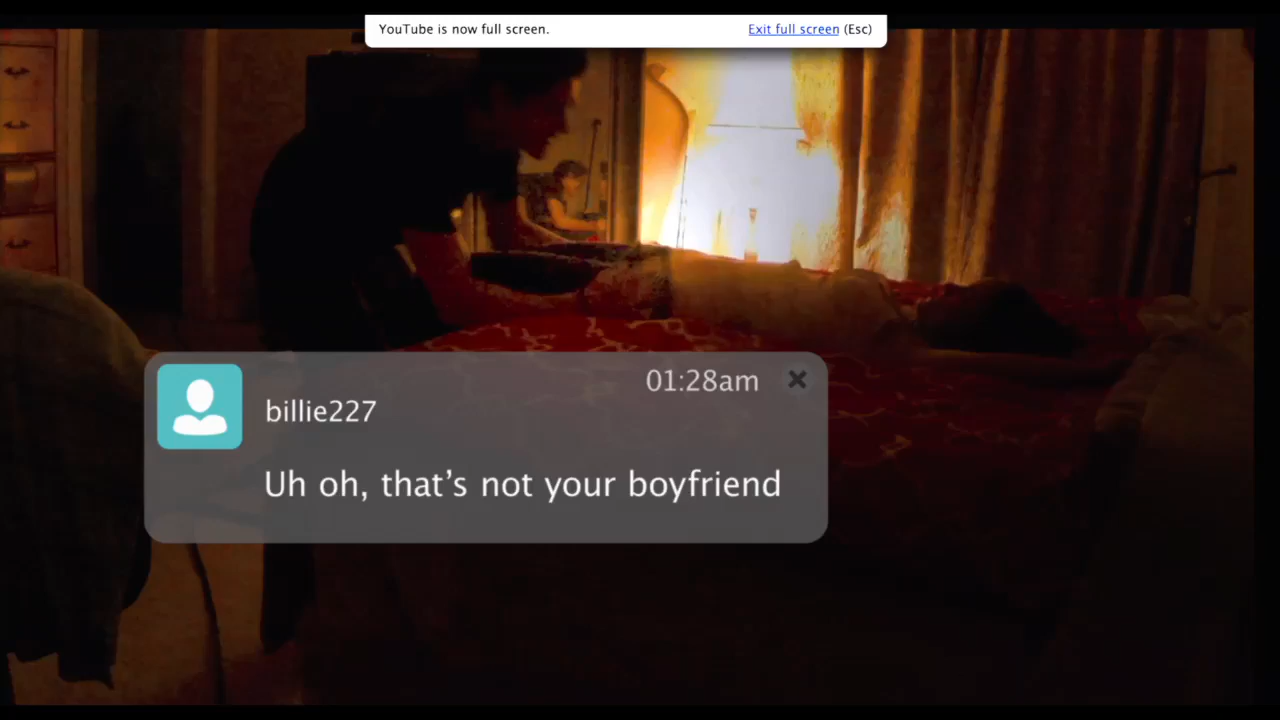 YouTube is now full screen. Exit full screen (Esc)
01:28am
billie227
Uh oh, that’s not your boyfriend